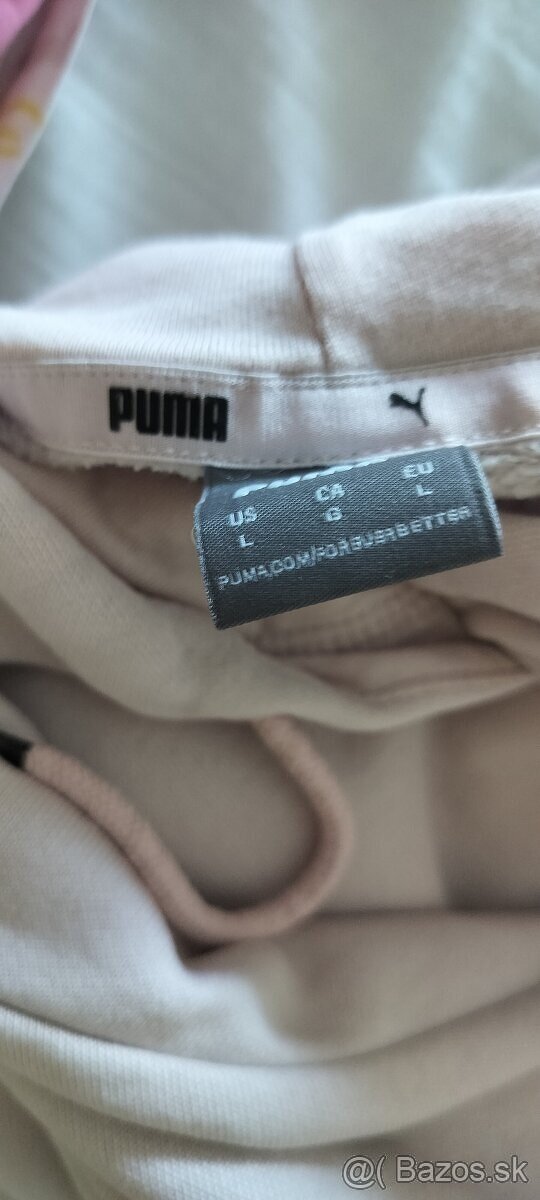 PUMA
US CA EU
L G L
PUMA.COM/FOREVERBETTER
@( Bazos.sk